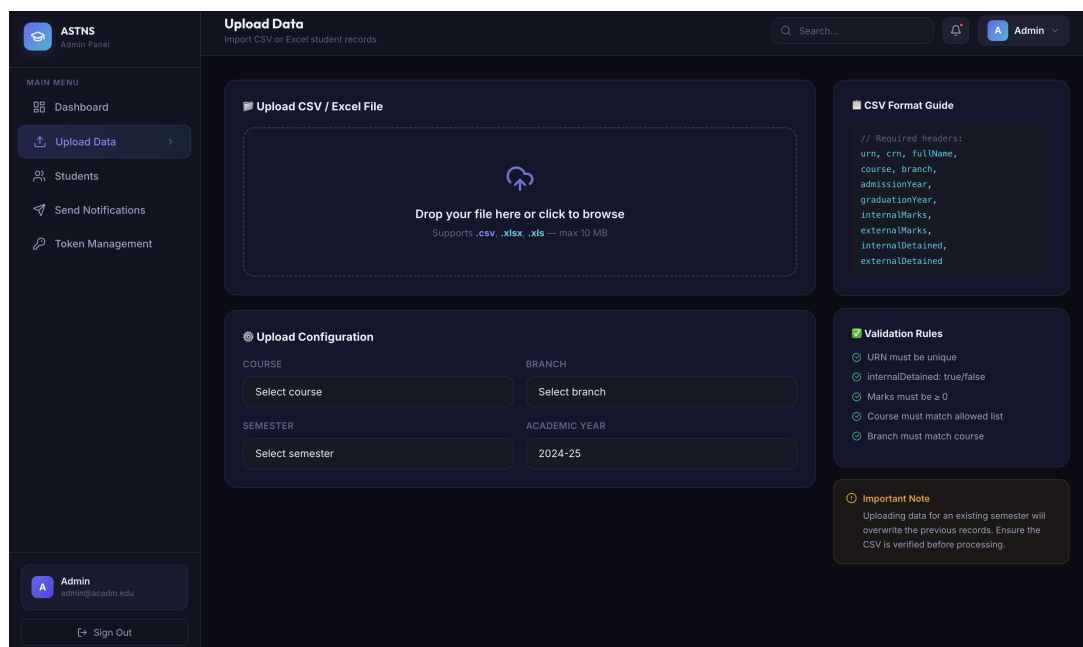 ASTNS
Admin Panel
MAIN MENU
Dashboard
Upload Data
Students
Send Notifications
Token Management
Admin
A
admin@acadm.edu
Sign Out
Upload Data
Import CSV or Excel student records
Search...
A
Admin
Upload CSV / Excel File
Drop your file here or click to browse
Supports .csv, .xlsx, .xls — max 10 MB
Upload Configuration
COURSE
Select course
BRANCH
Select branch
SEMESTER
Select semester
ACADEMIC YEAR
2024-25
CSV Format Guide
// Required headers:
urn, crn, fullName,
course, branch,
admissionYear,
graduationYear,
internalMarks,
externalMarks,
internalDetained,
externalDetained
Validation Rules
URN must be unique
internalDetained: true/false
Marks must be ≥ 0
Course must match allowed list
Branch must match course
Important Note
Uploading data for an existing semester will
overwrite the previous records. Ensure the
CSV is verified before processing.